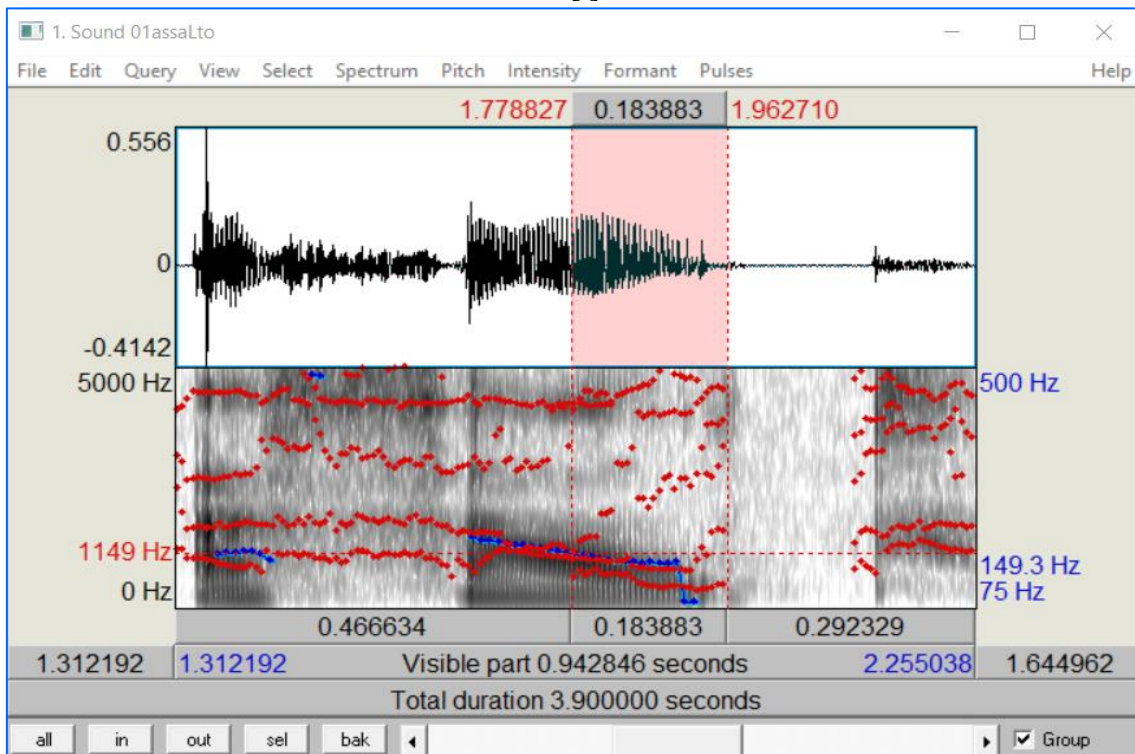 1. Sound 01assaLto
File Edit Query View Select Spectrum Pitch Intensity Formant Pulses Help
1.778827 0.183883 1.962710
0.556
0
-0.4142
5000 Hz 500 Hz
1149 Hz
149.3 Hz
0 Hz 75 Hz
0.466634 0.183883 0.292329
1.312192 1.312192 Visible part 0.942846 seconds 2.255038 1.644962
Total duration 3.900000 seconds
all in out sel bak Group